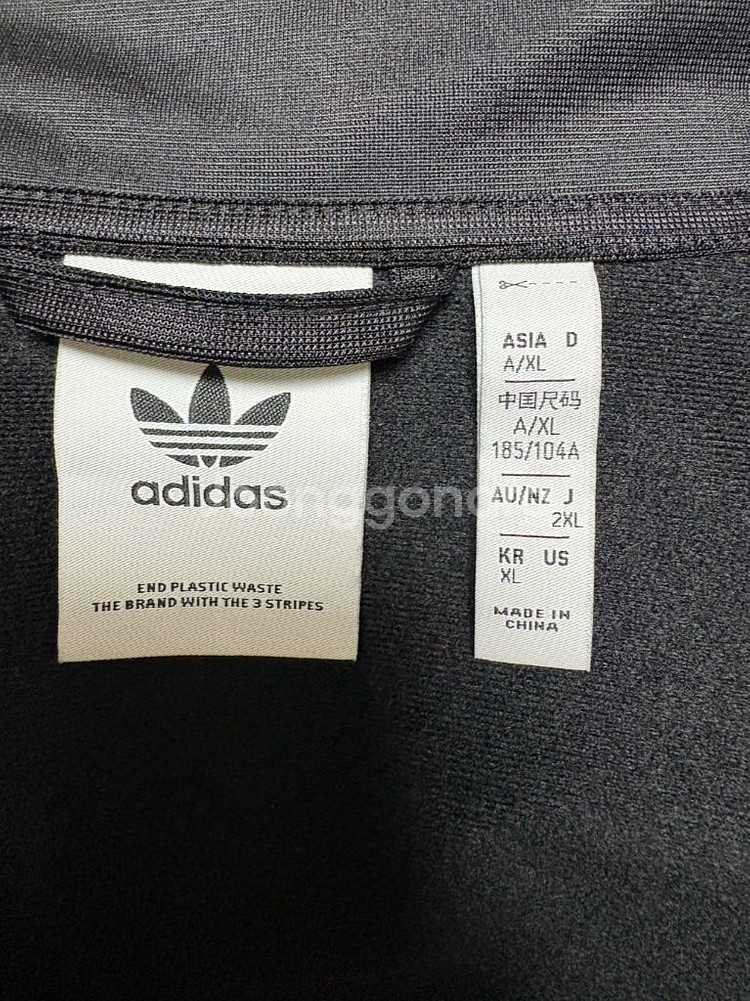 adidas
END PLASTIC WASTE
THE BRAND WITH THE 3 STRIPES
ASIA D
A/XL
中国尺码
A/XL
185/104A
AU/NZ J
2XL
KR US
XL
MADE IN
CHINA